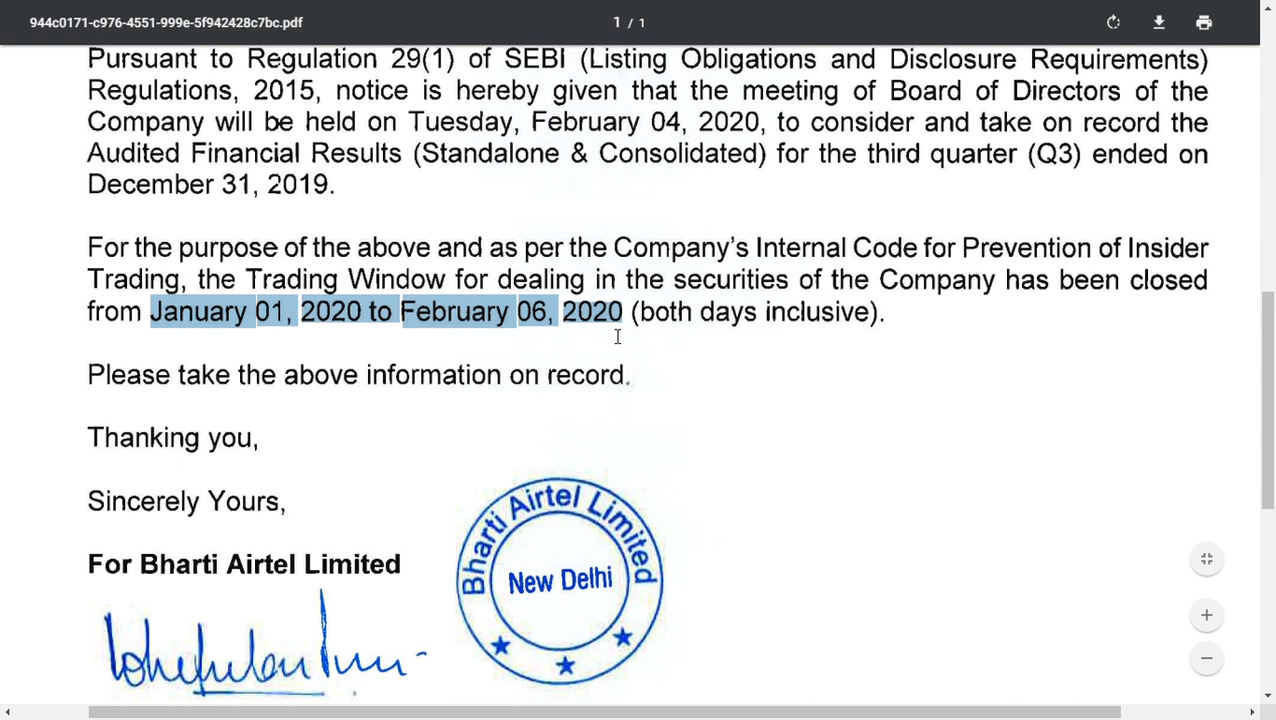 944c0171-c976-4551-999e-5f942428c7bc.pdf
1 / 1
Pursuant to Regulation 29(1) of SEBI (Listing Obligations and Disclosure Requirements)
Regulations, 2015, notice is hereby given that the meeting of Board of Directors of the
Company will be held on Tuesday, February 04, 2020, to consider and take on record the
Audited Financial Results (Standalone & Consolidated) for the third quarter (Q3) ended on
December 31, 2019.
For the purpose of the above and as per the Company's Internal Code for Prevention of Insider
Trading, the Trading Window for dealing in the securities of the Company has been closed
from January 01, 2020 to February 06, 2020 (both days inclusive).
Please take the above information on record.
Thanking you,
Sincerely Yours,
For Bharti Airtel Limited
Bharti Airtel Limited
New Delhi